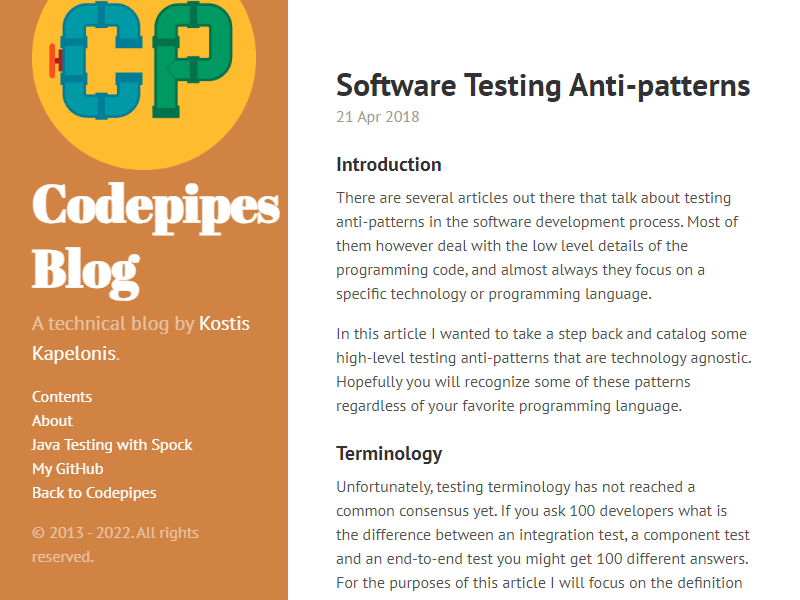 CP
Codepipes
Blog
A technical blog by Kostis
Kapelonis.
Contents
About
Java Testing with Spock
My GitHub
Back to Codepipes
© 2013 - 2022. All rights
reserved.
Software Testing Anti-patterns
21 Apr 2018
Introduction
There are several articles out there that talk about testing
anti-patterns in the software development process. Most of
them however deal with the low level details of the
programming code, and almost always they focus on a
specific technology or programming language.
In this article I wanted to take a step back and catalog some
high-level testing anti-patterns that are technology agnostic.
Hopefully you will recognize some of these patterns
regardless of your favorite programming language.
Terminology
Unfortunately, testing terminology has not reached a
common consensus yet. If you ask 100 developers what is
the difference between an integration test, a component test
and an end-to-end test you might get 100 different answers.
For the purposes of this article I will focus on the definition